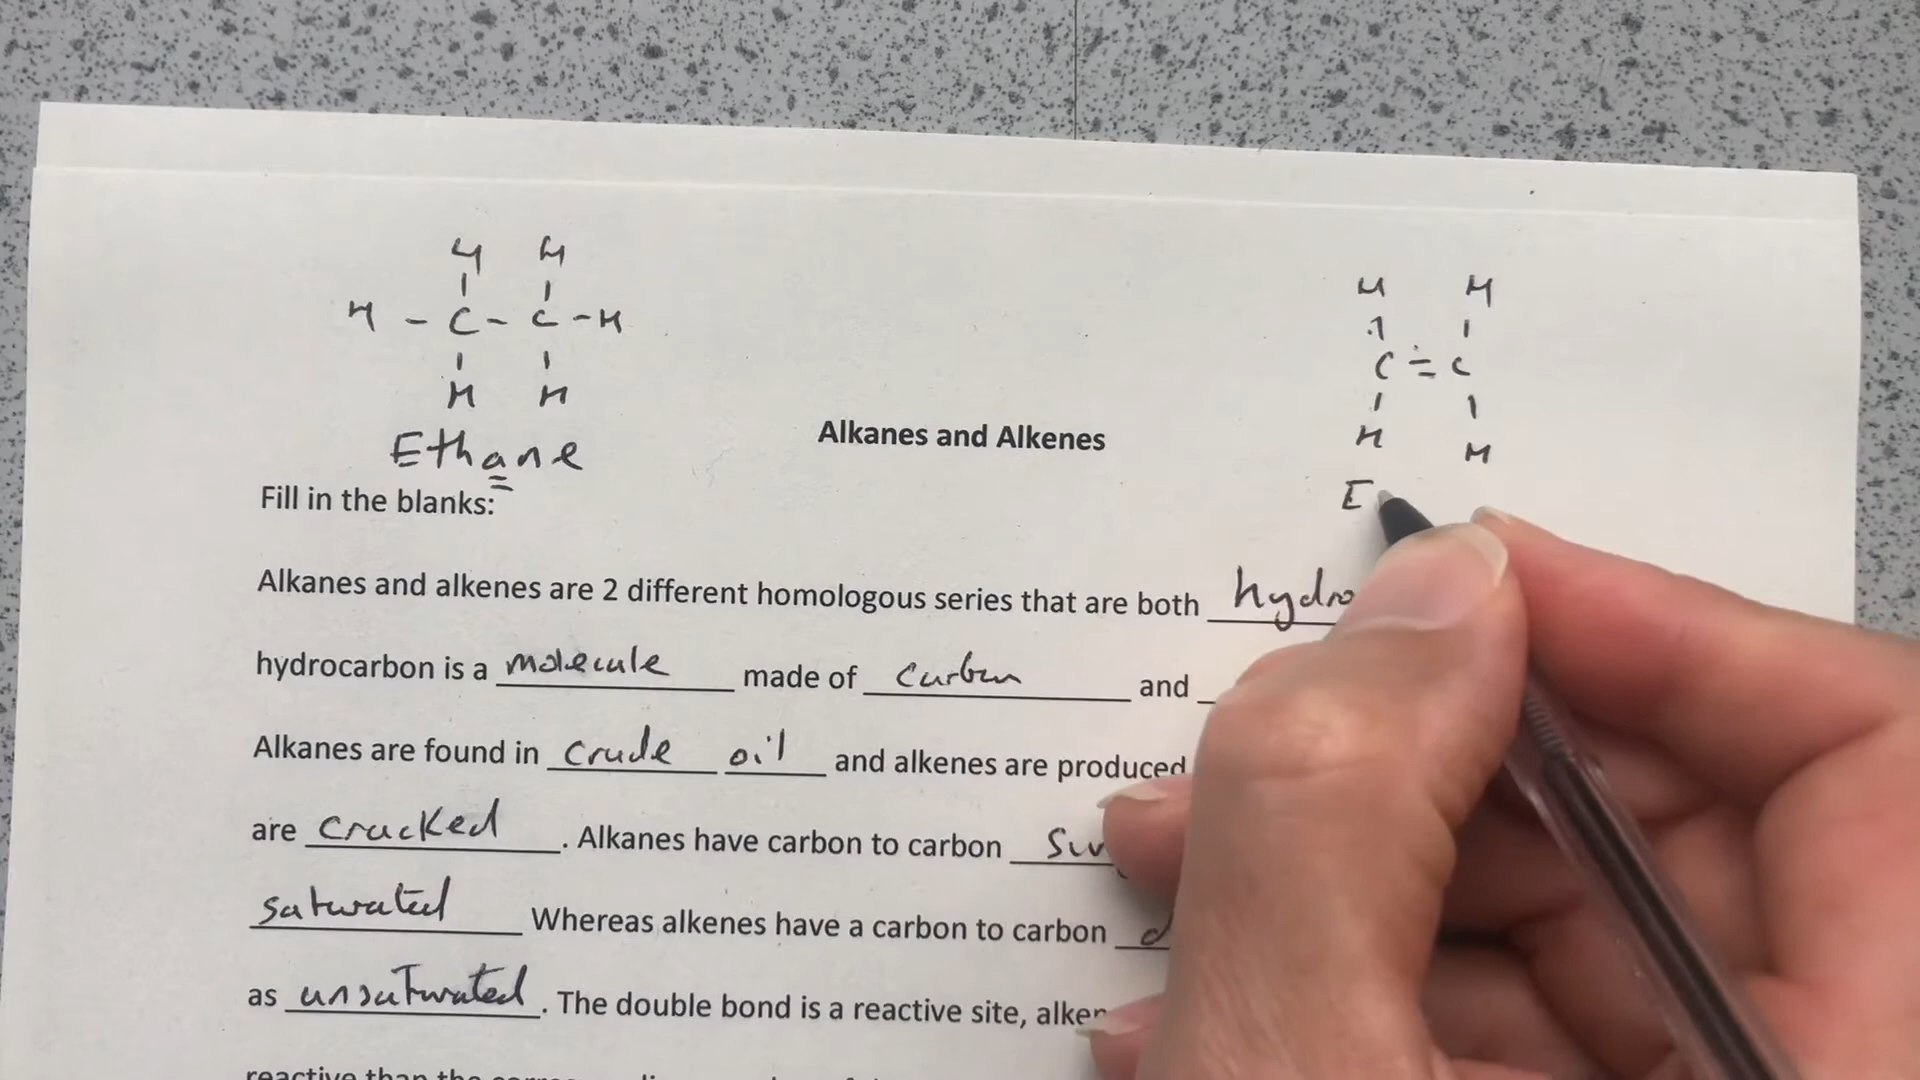 H H
H - C - C - H
H H
Ethane
H H
C = C
H H
E
Alkanes and Alkenes
Fill in the blanks:
Alkanes and alkenes are 2 different homologous series that are both hydro
hydrocarbon is a molecule made of carbon and
Alkanes are found in crude oil and alkenes are produced
are cracked. Alkanes have carbon to carbon
saturated Whereas alkenes have a carbon to carbon d
as unsaturated. The double bond is a reactive site, alken
reactive than the